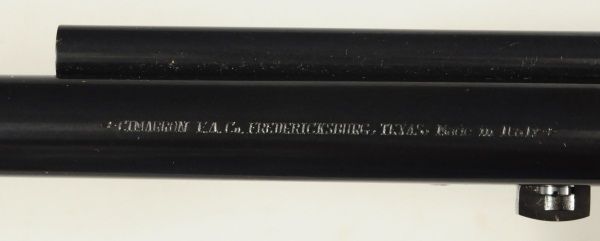 CIMARRON F.A.Co. FREDERICKSBURG, TEXAS, Made in Italy